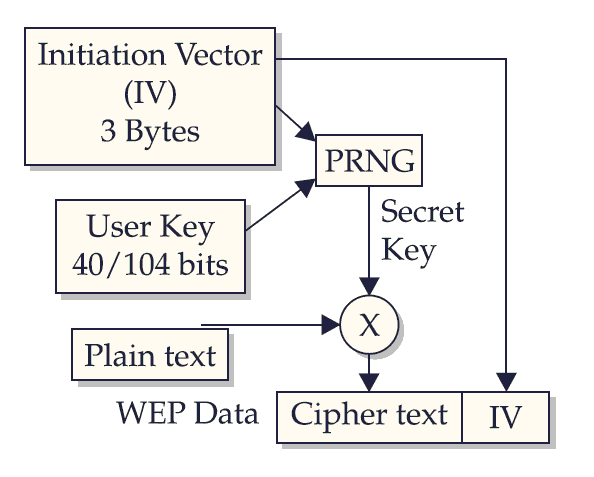 Initiation Vector
(IV)
3 Bytes
PRNG
User Key
40/104 bits
Secret
Key
X
Plain text
WEP Data
Cipher text
IV